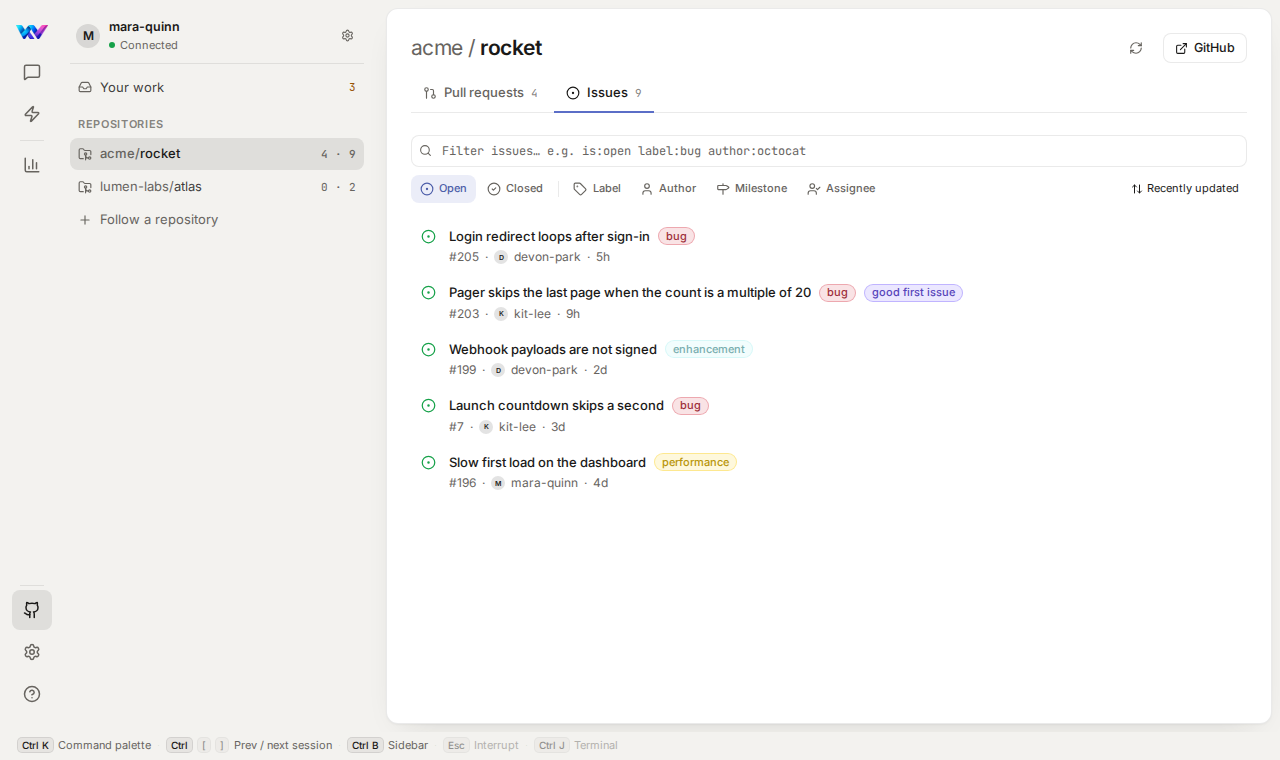 M
mara-quinn
Connected
Your work 3
REPOSITORIES
acme/rocket 4 · 9
lumen-labs/atlas 0 · 2
Follow a repository
acme / rocket
GitHub
Pull requests 4
Issues 9
Filter issues… e.g. is:open label:bug author:octocat
Open Closed Label Author Milestone Assignee Recently updated
Login redirect loops after sign-in bug
#205 · D devon-park · 5h
Pager skips the last page when the count is a multiple of 20 bug good first issue
#203 · K kit-lee · 9h
Webhook payloads are not signed enhancement
#199 · D devon-park · 2d
Launch countdown skips a second bug
#7 · K kit-lee · 3d
Slow first load on the dashboard performance
#196 · M mara-quinn · 4d
Ctrl K Command palette Ctrl [ ] Prev / next session Ctrl B Sidebar Esc Interrupt Ctrl J Terminal